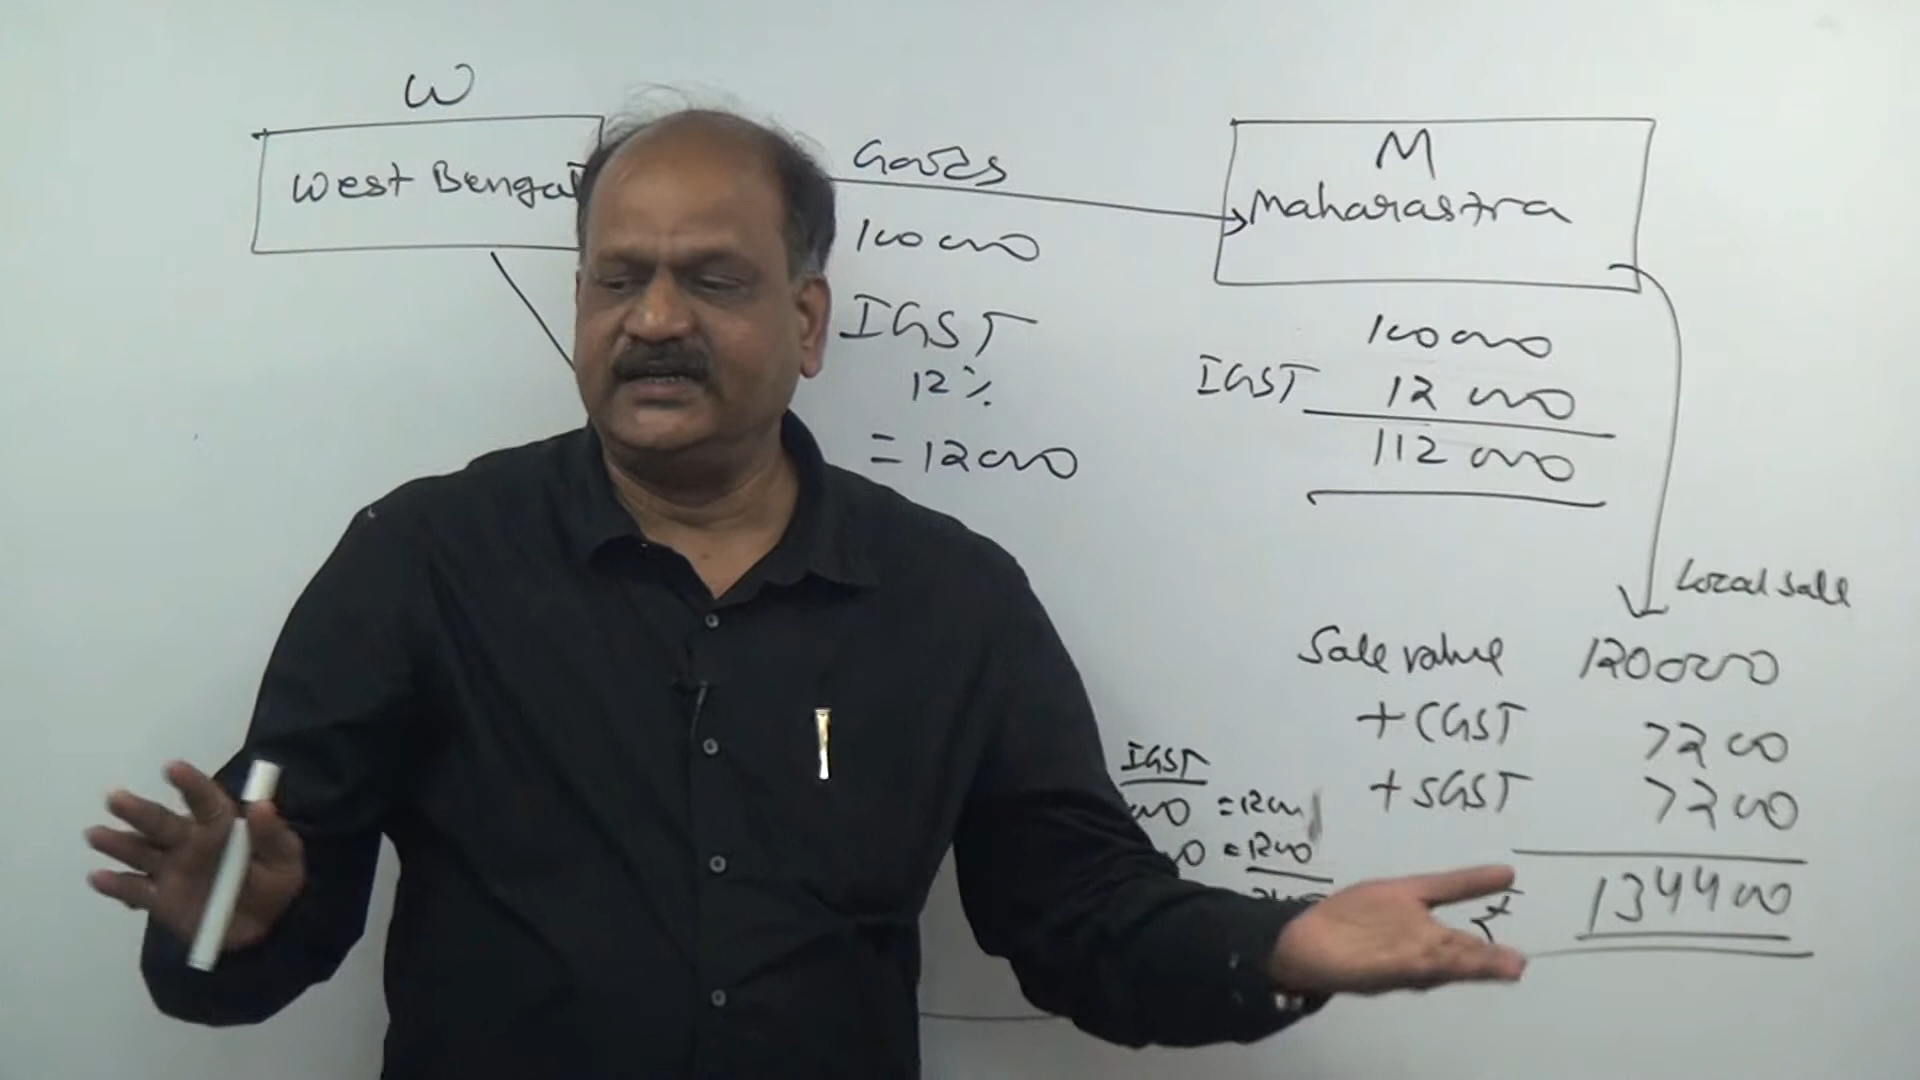 W
West Bengal
Goods
100000
IGST
12%
= 12000
M
Maharastra
100000
IGST 12000
112000
Local sale
Sale value 120000
+ CGST 7200
+ SGST 7200
₹ 134400
IGST
= 1200